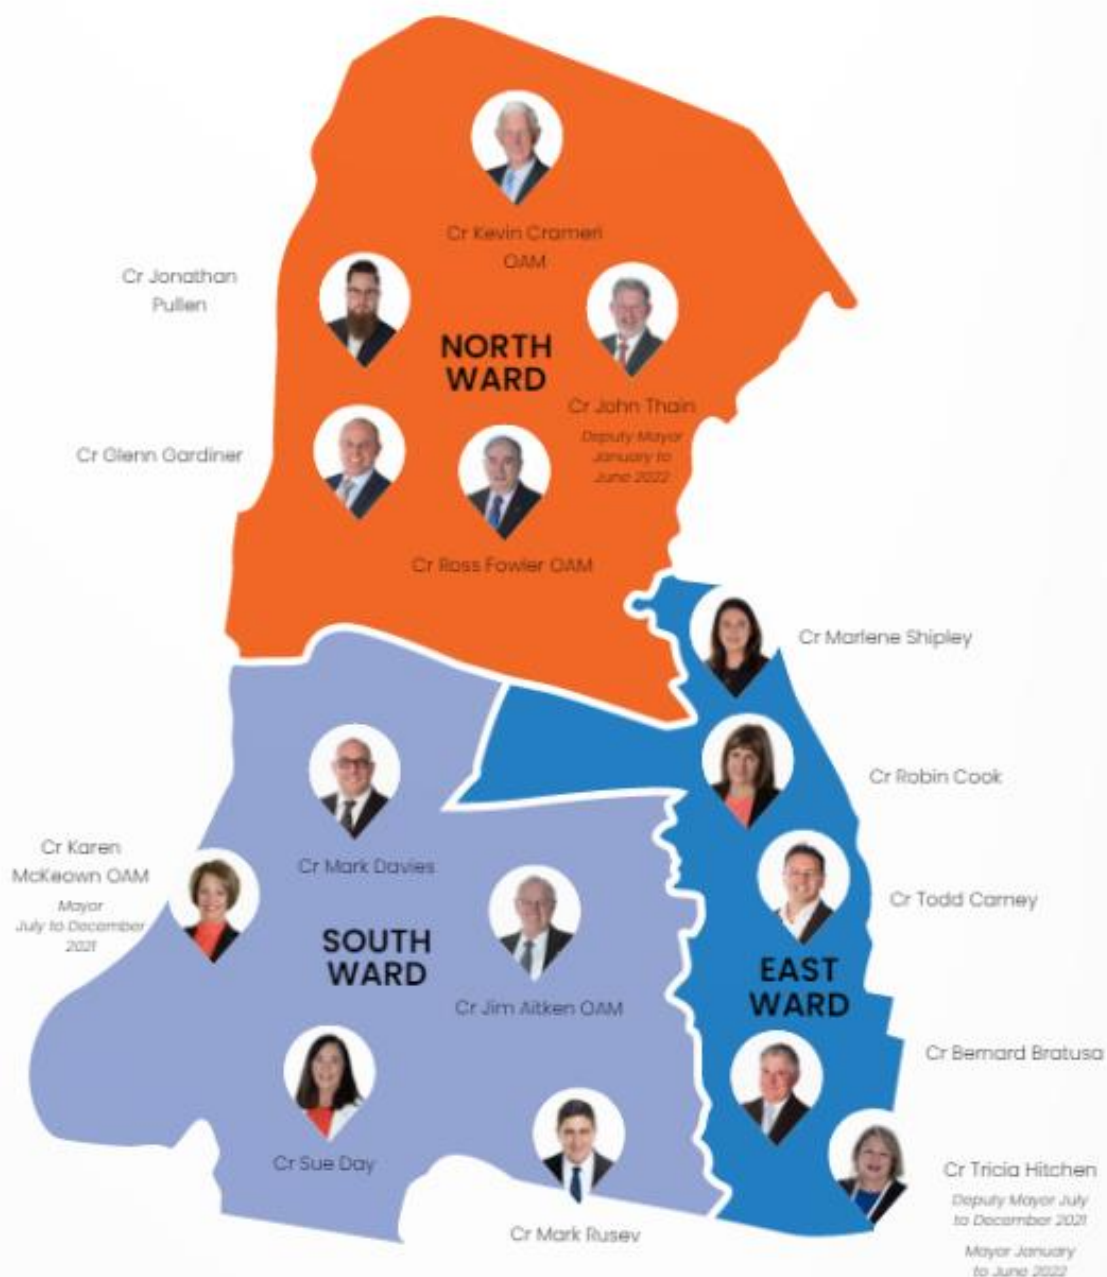 Cr Kevin Crameri
OAM
Cr Jonathan
Pullen
NORTH
WARD
Cr John Thain
Deputy Mayor
January to
June 2022
Cr Glenn Gardiner
Cr Ross Fowler OAM
Cr Marlene Shipley
Cr Robin Cook
Cr Karen
McKeown OAM
Mayor
July to December
2021
Cr Mark Davies
Cr Todd Carney
SOUTH
WARD
EAST
WARD
Cr Jim Aitken OAM
Cr Bernard Bratusa
Cr Sue Day
Cr Tricia Hitchen
Deputy Mayor July
to December 2021
Mayor January
to June 2022
Cr Mark Rusev